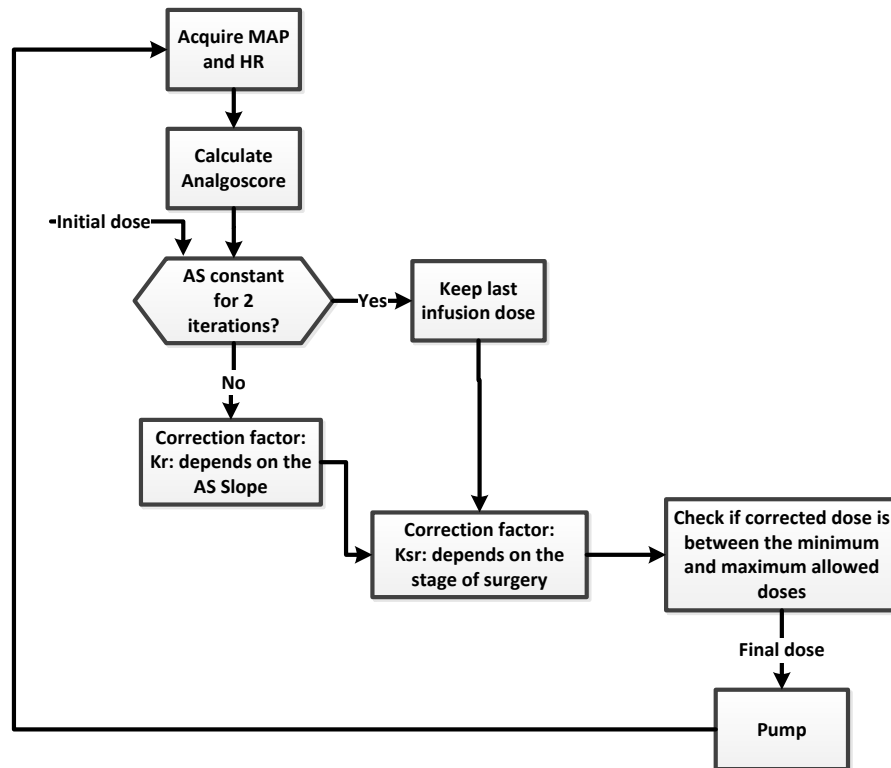 Acquire MAP
and HR
Calculate
Analgoscore
Initial dose
AS constant
for 2
iterations?
Yes
Keep last
infusion dose
No
Correction factor:
Kr: depends on the
AS Slope
Correction factor:
Ksr: depends on the
stage of surgery
Check if corrected dose is
between the minimum
and maximum allowed
doses
Final dose
Pump